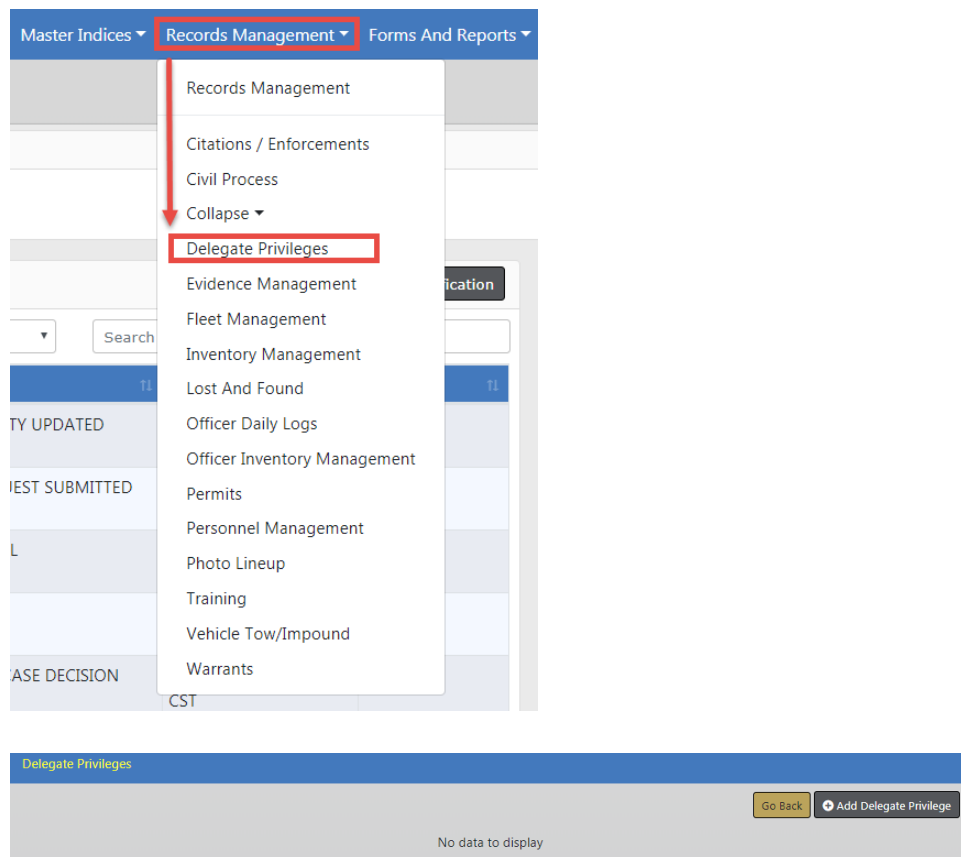 Master Indices Records Management Forms And Reports
Records Management
Citations / Enforcements
Civil Process
Collapse
Delegate Privileges
Evidence Management
ication
Fleet Management
Search
Inventory Management
Lost And Found
TY UPDATED
Officer Daily Logs
Officer Inventory Management
EST SUBMITTED
Permits
Personnel Management
L
Photo Lineup
Training
Vehicle Tow/Impound
Warrants
ASE DECISION
CST
Delegate Privileges
Go Back Add Delegate Privilege
No data to display